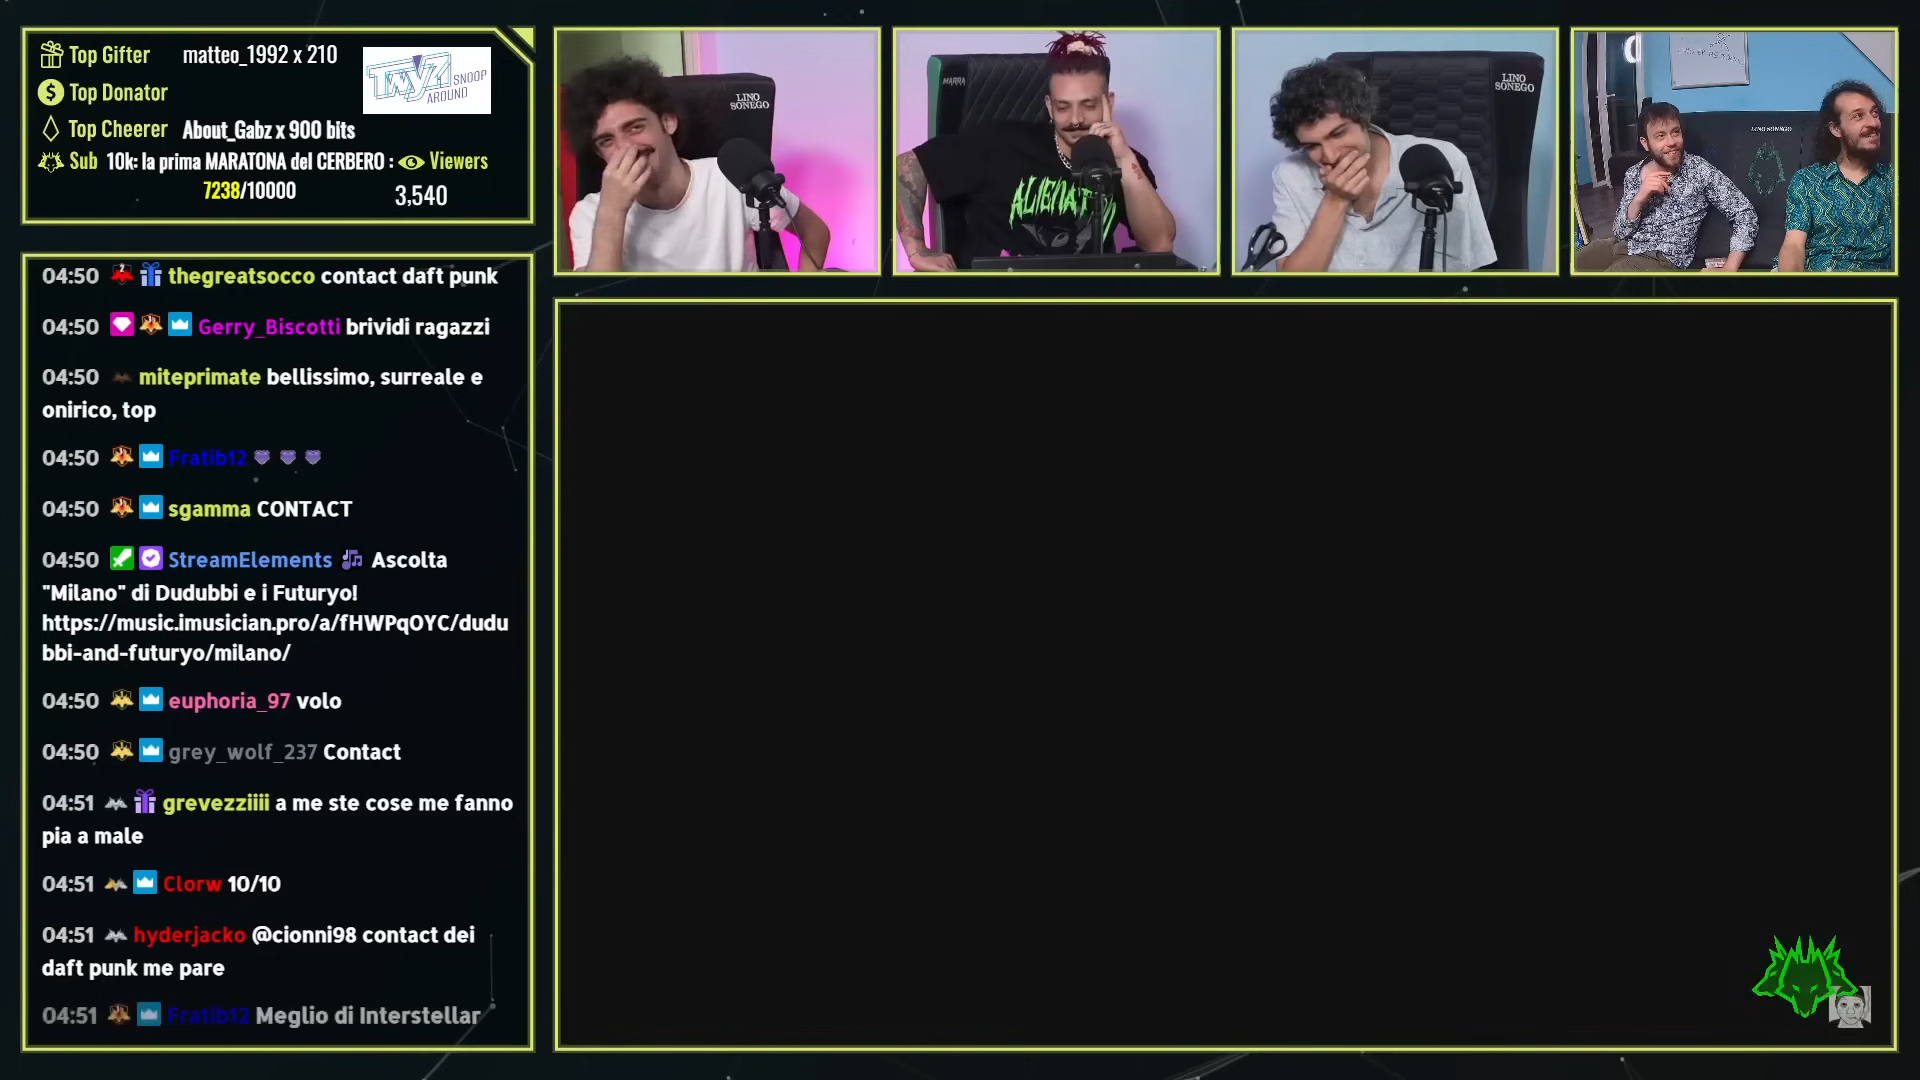 Top Gifter matteo_1992 x 210
TWYZ SNOOP AROUND
Top Donator
Top Cheerer About_Gabz x 900 bits
Sub 10k: la prima MARATONA del CERBERO : Viewers
7238/10000 3,540
LINO SONEGO
MARRA
ALIENAT
LINO SONEGO
LINO SONEGO
04:50 thegreatsocco contact daft punk
04:50 Gerry_Biscotti brividi ragazzi
04:50 miteprimate bellissimo, surreale e
onirico, top
04:50 Fratib12
04:50 sgamma CONTACT
04:50 StreamElements Ascolta
"Milano" di Dudubbi e i Futuryo!
https://music.imusician.pro/a/fHWPqOYC/dudu
bbi-and-futuryo/milano/
04:50 euphoria_97 volo
04:50 grey_wolf_237 Contact
04:51 grevezziiii a me ste cose me fanno
pia a male
04:51 Clorw 10/10
04:51 hyderjacko @cionni98 contact dei
daft punk me pare
04:51 Fratib12 Meglio di Interstellar